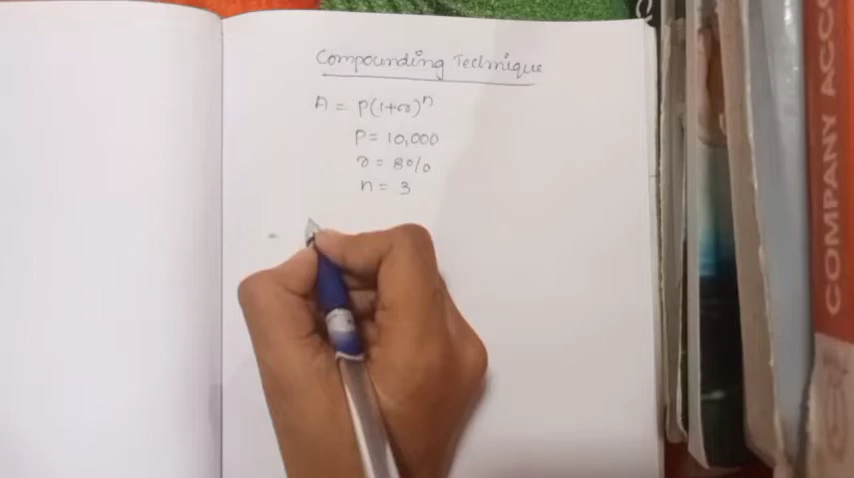 Compounding Technique
A = P(1+r)ⁿ
P = 10,000
r = 8%
n = 3
COMPANY ACC